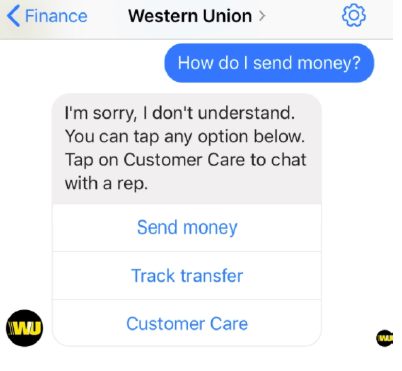 Finance
Western Union
How do I send money?
I'm sorry, I don't understand.
You can tap any option below.
Tap on Customer Care to chat
with a rep.
Send money
Track transfer
Customer Care
WU
WU